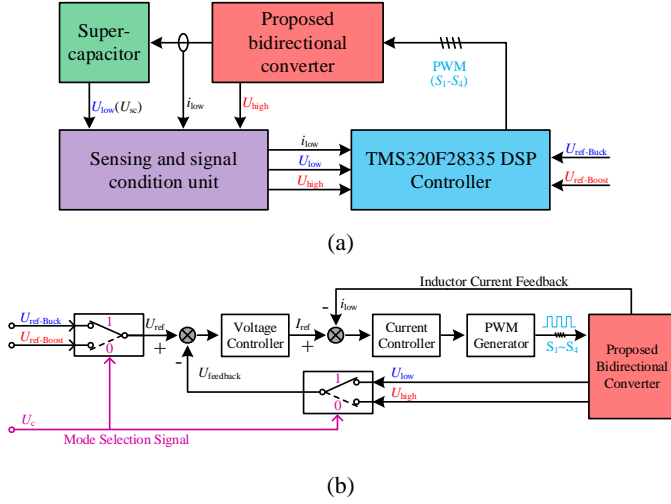 Super-
capacitor
Proposed
bidirectional
converter
PWM
(S1-S4)
Ulow(Usc)
ilow
Uhigh
Sensing and signal
condition unit
ilow
Ulow
Uhigh
TMS320F28335 DSP
Controller
Uref-Buck
Uref-Boost
(a)
Inductor Current Feedback
- ilow
Uref-Buck
Uref-Boost
1
0
Uref
+
-
Voltage
Controller
Iref
+
Current
Controller
PWM
Generator
S1~S4
Proposed
Bidirectional
Converter
Ufeedback
1
0
Ulow
Uhigh
Uc
Mode Selection Signal
(b)